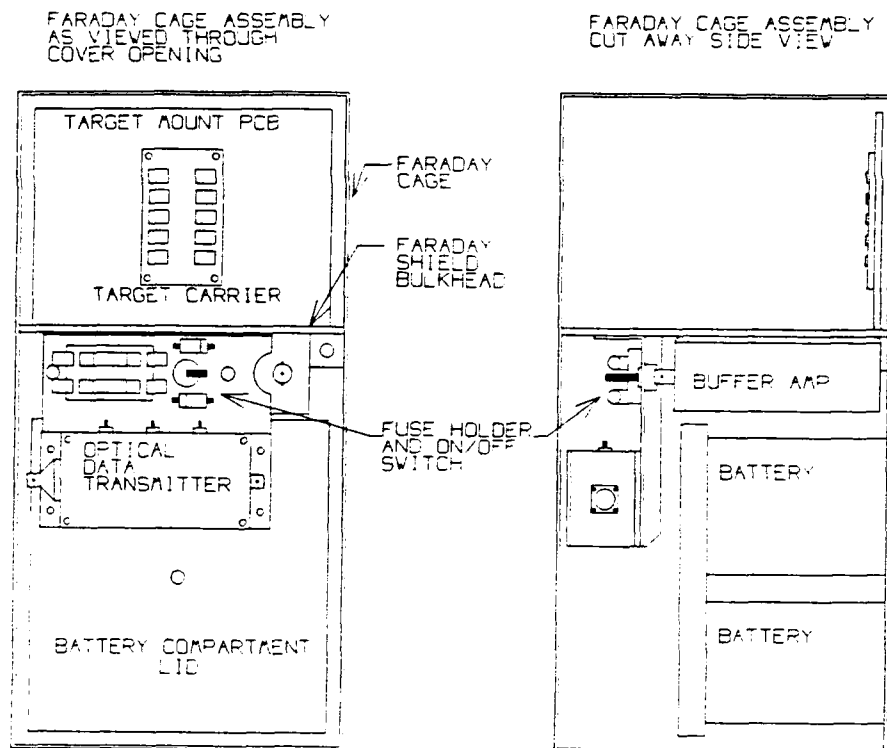 FARADAY CAGE ASSEMBLY
AS VIEWED THROUGH
COVER OPENING
FARADAY CAGE ASSEMBLY
CUT AWAY SIDE VIEW
TARGET MOUNT PCB
TARGET CARRIER
FARADAY
CAGE
FARADAY
SHIELD
BULKHEAD
FUSE HOLDER
AND ON/OFF
SWITCH
OPTICAL
DATA
TRANSMITTER
BATTERY COMPARTMENT
LID
BUFFER AMP
BATTERY
BATTERY